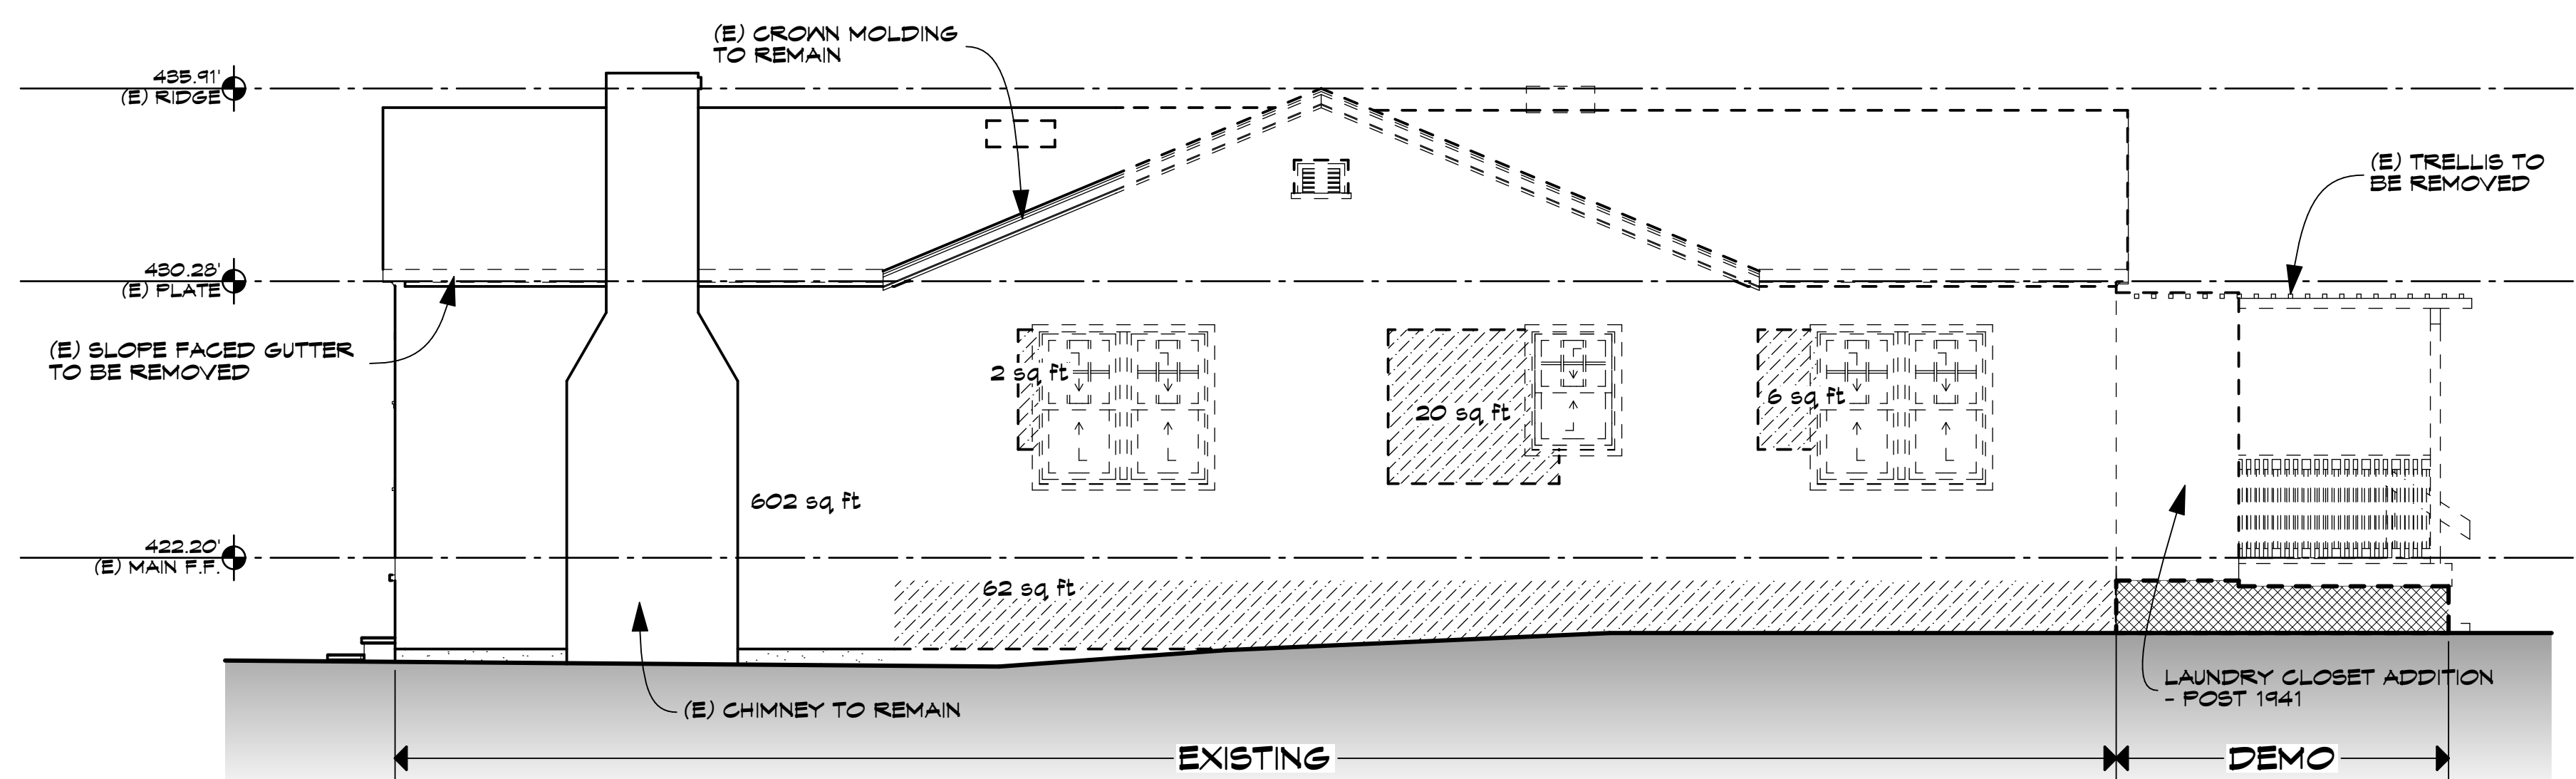 (E) CROWN MOLDING
TO REMAIN
435.91'
(E) RIDGE
(E) TRELLIS TO
BE REMOVED
430.28'
(E) PLATE
(E) SLOPE FACED GUTTER
TO BE REMOVED
2 sq ft
20 sq ft
6 sq ft
602 sq ft
422.20'
(E) MAIN F.F.
62 sq ft
LAUNDRY CLOSET ADDITION
- POST 1941
(E) CHIMNEY TO REMAIN
EXISTING
DEMO